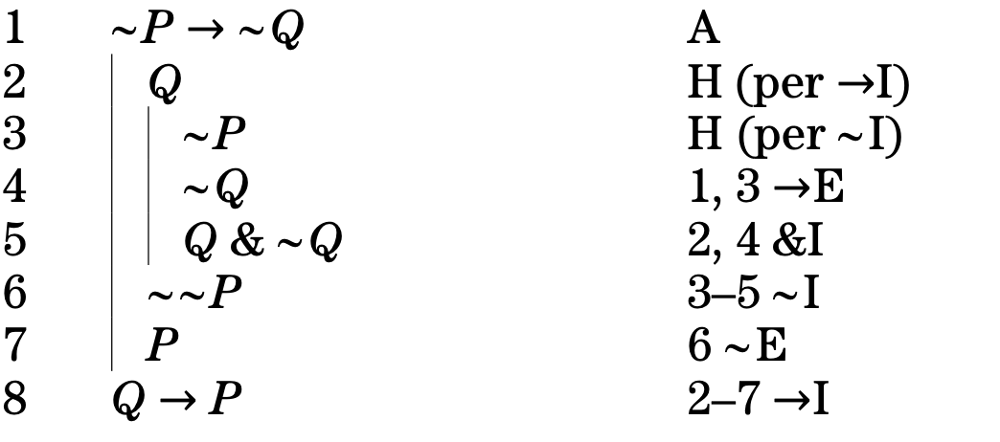 1 ~P → ~Q A
2 Q H (per →I)
3 ~P H (per ~I)
4 ~Q 1, 3 →E
5 Q & ~Q 2, 4 &I
6 ~~P 3–5 ~I
7 P 6 ~E
8 Q → P 2–7 →I